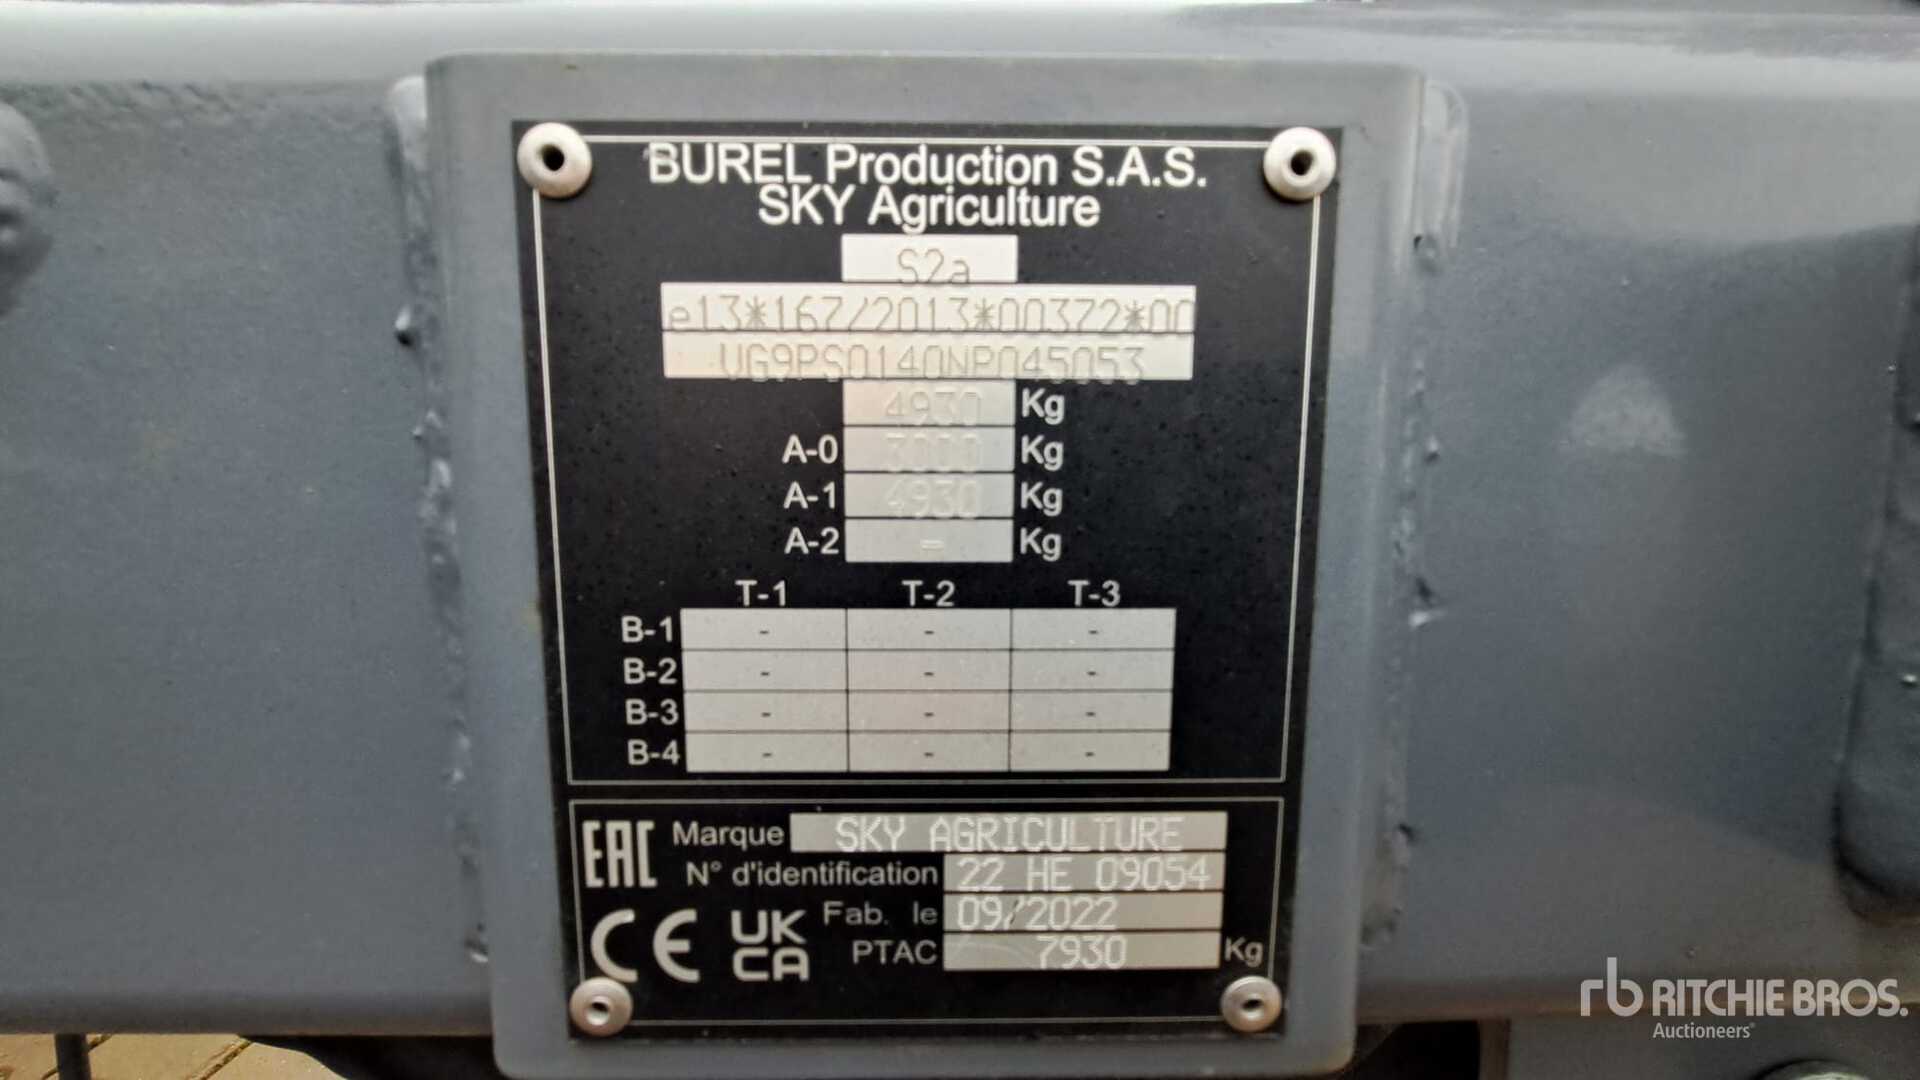 BUREL Production S.A.S.
SKY Agriculture
S2a
e13*167/2013*00372*00
VG9PS0140NP045053
4930 Kg
A-0 3000 Kg
A-1 4930 Kg
A-2 - Kg
T-1 T-2 T-3
B-1 - - -
B-2 - - -
B-3 - - -
B-4 - - -
EAC Marque SKY AGRICULTURE
N° d'identification 22 HE 09054
CE UK CA Fab. le 09/2022
PTAC 7930 Kg
rb RITCHIE BROS.
Auctioneers